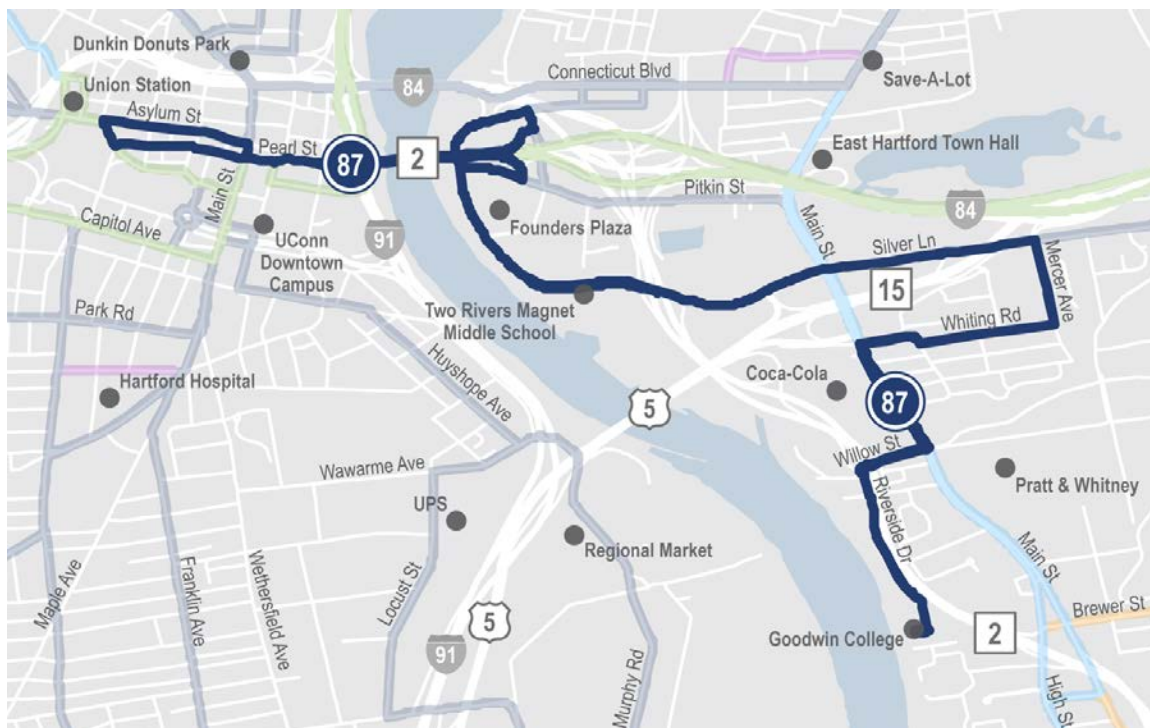 Dunkin Donuts Park
Union Station
Asylum St
Pearl St
87
2
84
Connecticut Blvd
Save-A-Lot
East Hartford Town Hall
Pitkin St
84
Main St
Capitol Ave
UConn
Downtown
Campus
91
Founders Plaza
Main St
Silver Ln
15
Mercer Ave
Park Rd
Two Rivers Magnet
Middle School
Whiting Rd
Hartford Hospital
Huyshope Ave
5
Coca-Cola
87
Wawarme Ave
Willow St
Pratt & Whitney
UPS
Regional Market
Riverside Dr
Main St
Maple Ave
Franklin Ave
Wethersfield Ave
Locust St
5
91
Murphy Rd
Goodwin College
2
Brewer St
High St